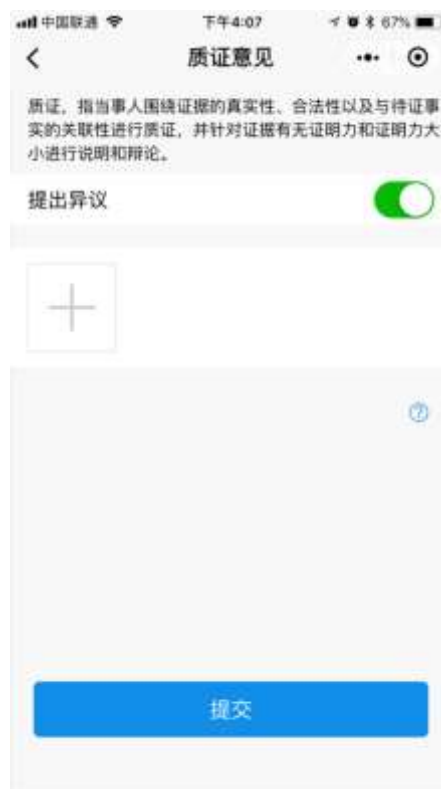 中国联通 下午4:07 67%
质证意见
质证，指当事人围绕证据的真实性、合法性以及与待证事
实的关联性进行质证，并针对证据有无证明力和证明力大
小进行说明和辩论。
提出异议
?
提交